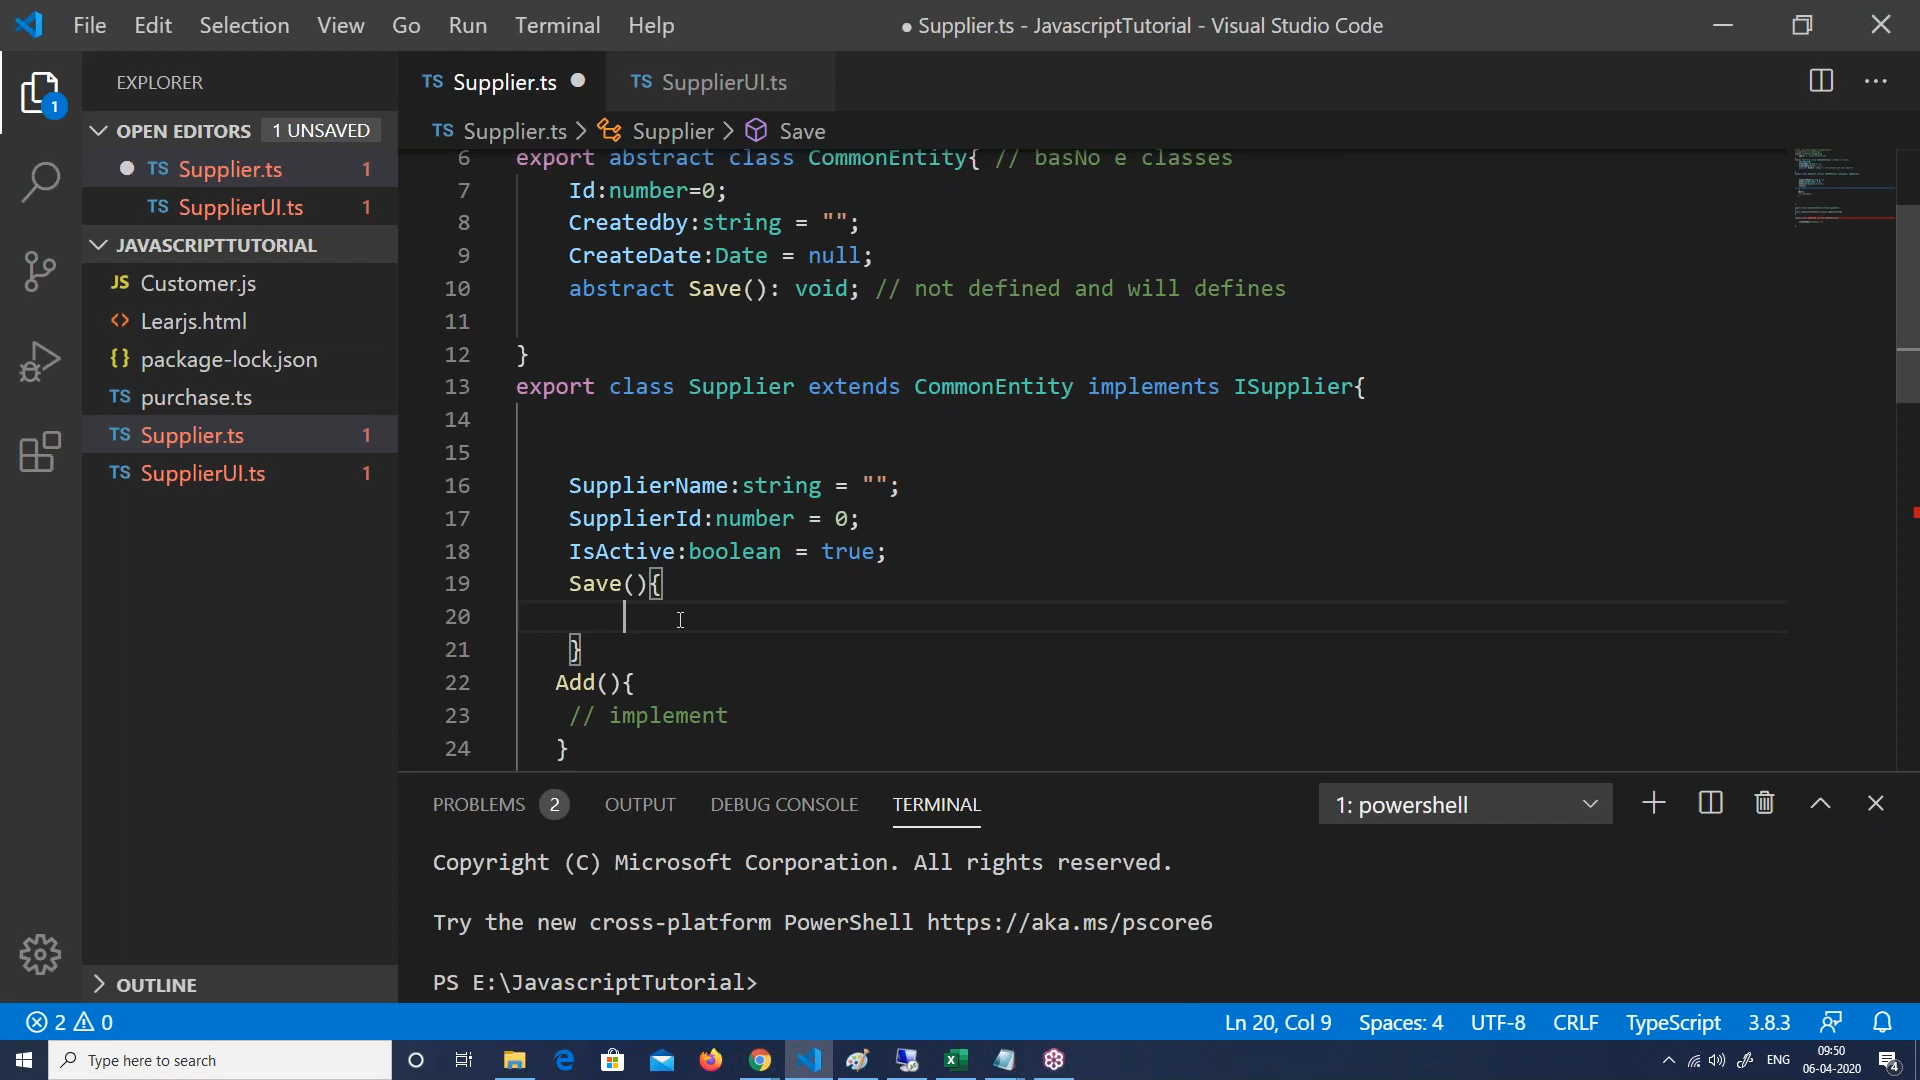 File Edit Selection View Go Run Terminal Help
● Supplier.ts - JavascriptTutorial - Visual Studio Code
1
EXPLORER
OPEN EDITORS 1 UNSAVED
TS Supplier.ts 1
TS SupplierUI.ts 1
JAVASCRIPTTUTORIAL
JS Customer.js
<> Learjs.html
{} package-lock.json
TS purchase.ts
TS Supplier.ts 1
TS SupplierUI.ts 1
OUTLINE
TS Supplier.ts ● TS SupplierUI.ts
TS Supplier.ts > Supplier > Save
6 export abstract class CommonEntity{ // basNo e classes
7 Id:number=0;
8 Createdby:string = "";
9 CreateDate:Date = null;
10 abstract Save(): void; // not defined and will defines
11
12 }
13 export class Supplier extends CommonEntity implements ISupplier{
14
15
16 SupplierName:string = "";
17 SupplierId:number = 0;
18 IsActive:boolean = true;
19 Save(){
20
21 }
22 Add(){
23 // implement
24 }
PROBLEMS 2 OUTPUT DEBUG CONSOLE TERMINAL 1: powershell
Copyright (C) Microsoft Corporation. All rights reserved.
Try the new cross-platform PowerShell https://aka.ms/pscore6
PS E:\JavascriptTutorial>
2 0 Ln 20, Col 9 Spaces: 4 UTF-8 CRLF TypeScript 3.8.3
Type here to search
ENG
09:50
06-04-2020
4